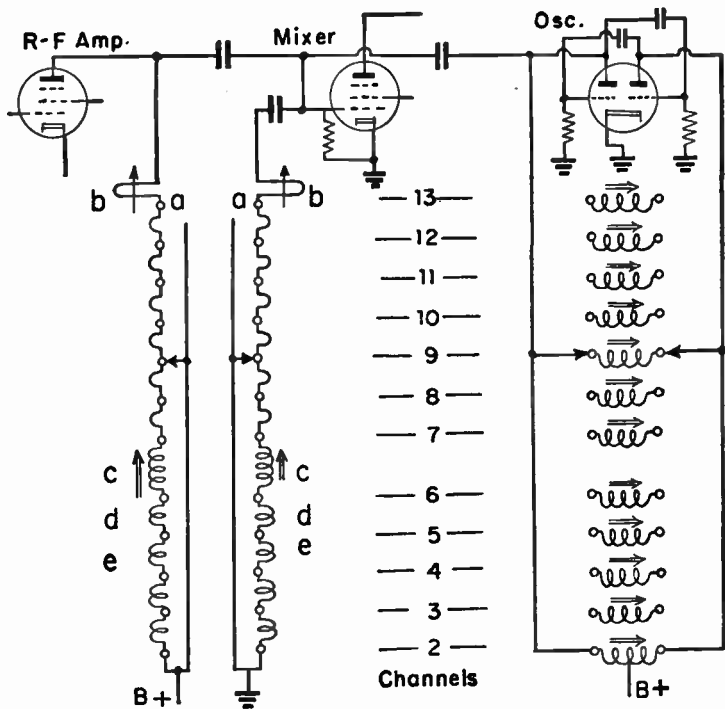 R-F Amp.
Mixer
Osc.
b a b
13
12
11
10
9
8
7
c c
6
d d
5
e e
4
3
2
Channels
B+
B+